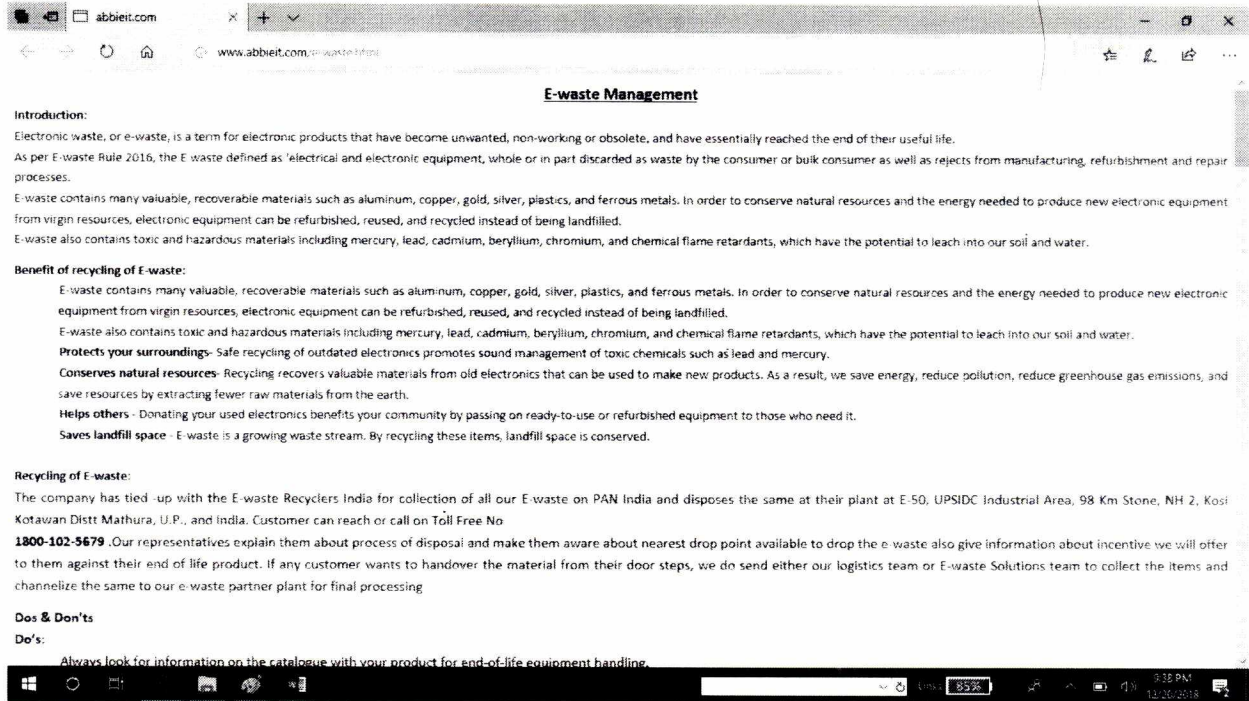 abbieit.com
www.abbieit.com/e-waste.html
E-waste Management
Introduction:
Electronic waste, or e-waste, is a term for electronic products that have become unwanted, non-working or obsolete, and have essentially reached the end of their useful life.
As per E-waste Rule 2016, the E waste defined as 'electrical and electronic equipment, whole or in part discarded as waste by the consumer or bulk consumer as well as rejects from manufacturing, refurbishment and repair
processes.
E-waste contains many valuable, recoverable materials such as aluminum, copper, gold, silver, plastics, and ferrous metals. In order to conserve natural resources and the energy needed to produce new electronic equipment
from virgin resources, electronic equipment can be refurbished, reused, and recycled instead of being landfilled.
E-waste also contains toxic and hazardous materials including mercury, lead, cadmium, beryllium, chromium, and chemical flame retardants, which have the potential to leach into our soil and water.
Benefit of recycling of E-waste:
E-waste contains many valuable, recoverable materials such as aluminum, copper, gold, silver, plastics, and ferrous metals. In order to conserve natural resources and the energy needed to produce new electronic
equipment from virgin resources, electronic equipment can be refurbished, reused, and recycled instead of being landfilled.
E-waste also contains toxic and hazardous materials including mercury, lead, cadmium, beryllium, chromium, and chemical flame retardants, which have the potential to leach into our soil and water.
Protects your surroundings- Safe recycling of outdated electronics promotes sound management of toxic chemicals such as lead and mercury.
Conserves natural resources- Recycling recovers valuable materials from old electronics that can be used to make new products. As a result, we save energy, reduce pollution, reduce greenhouse gas emissions, and
save resources by extracting fewer raw materials from the earth.
Helps others - Donating your used electronics benefits your community by passing on ready-to-use or refurbished equipment to those who need it.
Saves landfill space - E-waste is a growing waste stream. By recycling these items, landfill space is conserved.
Recycling of E-waste:
The company has tied -up with the E-waste Recyclers India for collection of all our E-waste on PAN India and disposes the same at their plant at E-50, UPSIDC Industrial Area, 98 Km Stone, NH 2, Kosi
Kotawan Distt Mathura, U.P., and India. Customer can reach or call on Toll Free No
1800-102-5679 .Our representatives explain them about process of disposal and make them aware about nearest drop point available to drop the e-waste also give information about incentive we will offer
to them against their end of life product. If any customer wants to handover the material from their door steps, we do send either our logistics team or E-waste Solutions team to collect the items and
channelize the same to our e-waste partner plant for final processing
Dos & Don'ts
Do's:
Always look for information on the catalogue with your product for end-of-life equipment handling.
Links 85%
9:38 PM
12/20/2018